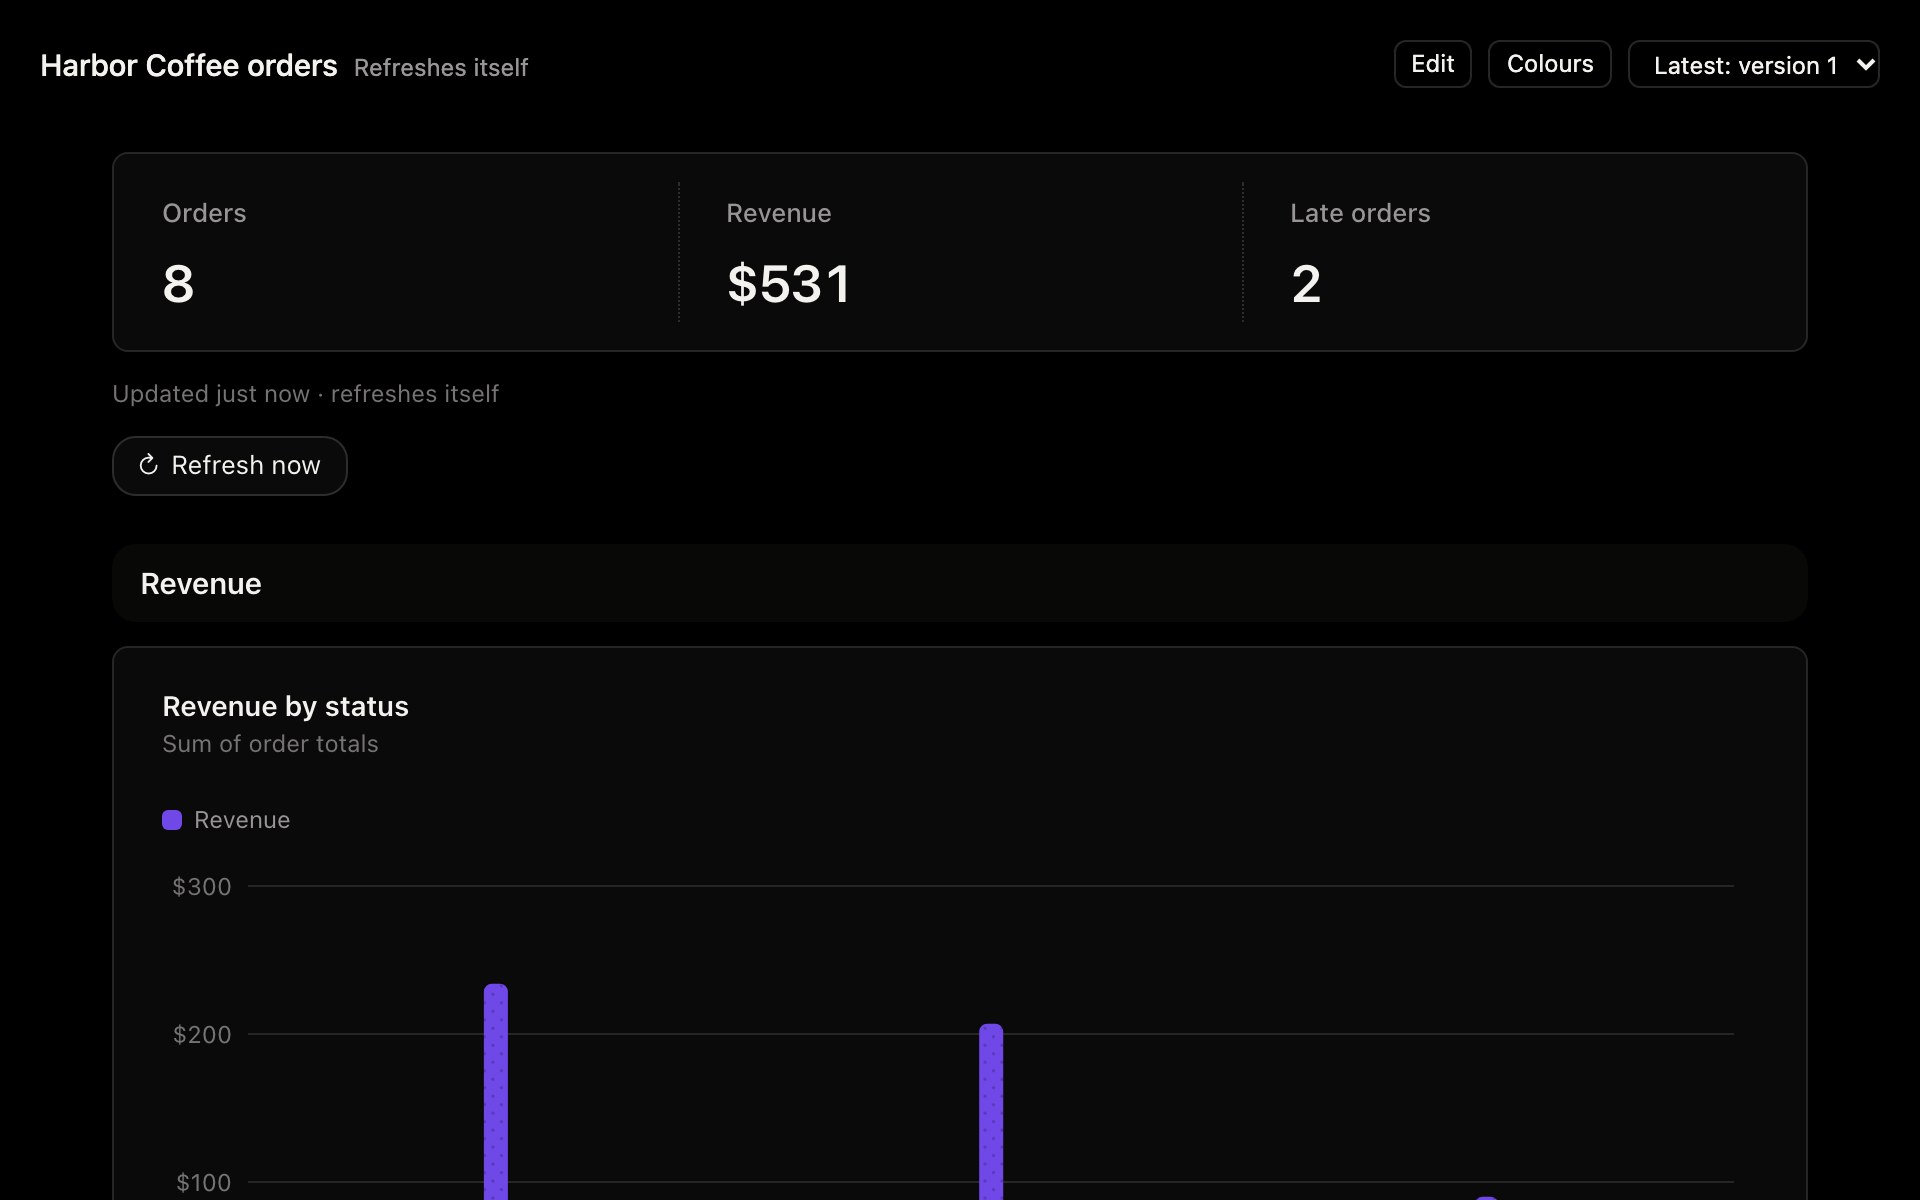 Harbor Coffee orders Refreshes itself
Edit Colours Latest: version 1
Orders Revenue Late orders
8 $531 2
Updated just now · refreshes itself
Refresh now
Revenue
Revenue by status
Sum of order totals
Revenue
$300
$200
$100